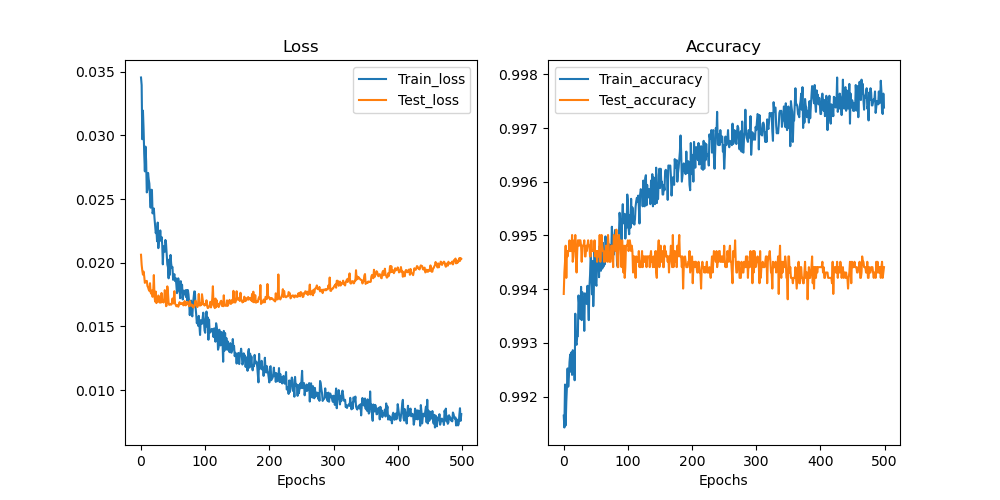 Loss
0.035
0.030
0.025
0.020
0.015
0.010
Train_loss
Test_loss
0 100 200 300 400 500
Epochs
Accuracy
0.998
0.997
0.996
0.995
0.994
0.993
0.992
Train_accuracy
Test_accuracy
0 100 200 300 400 500
Epochs